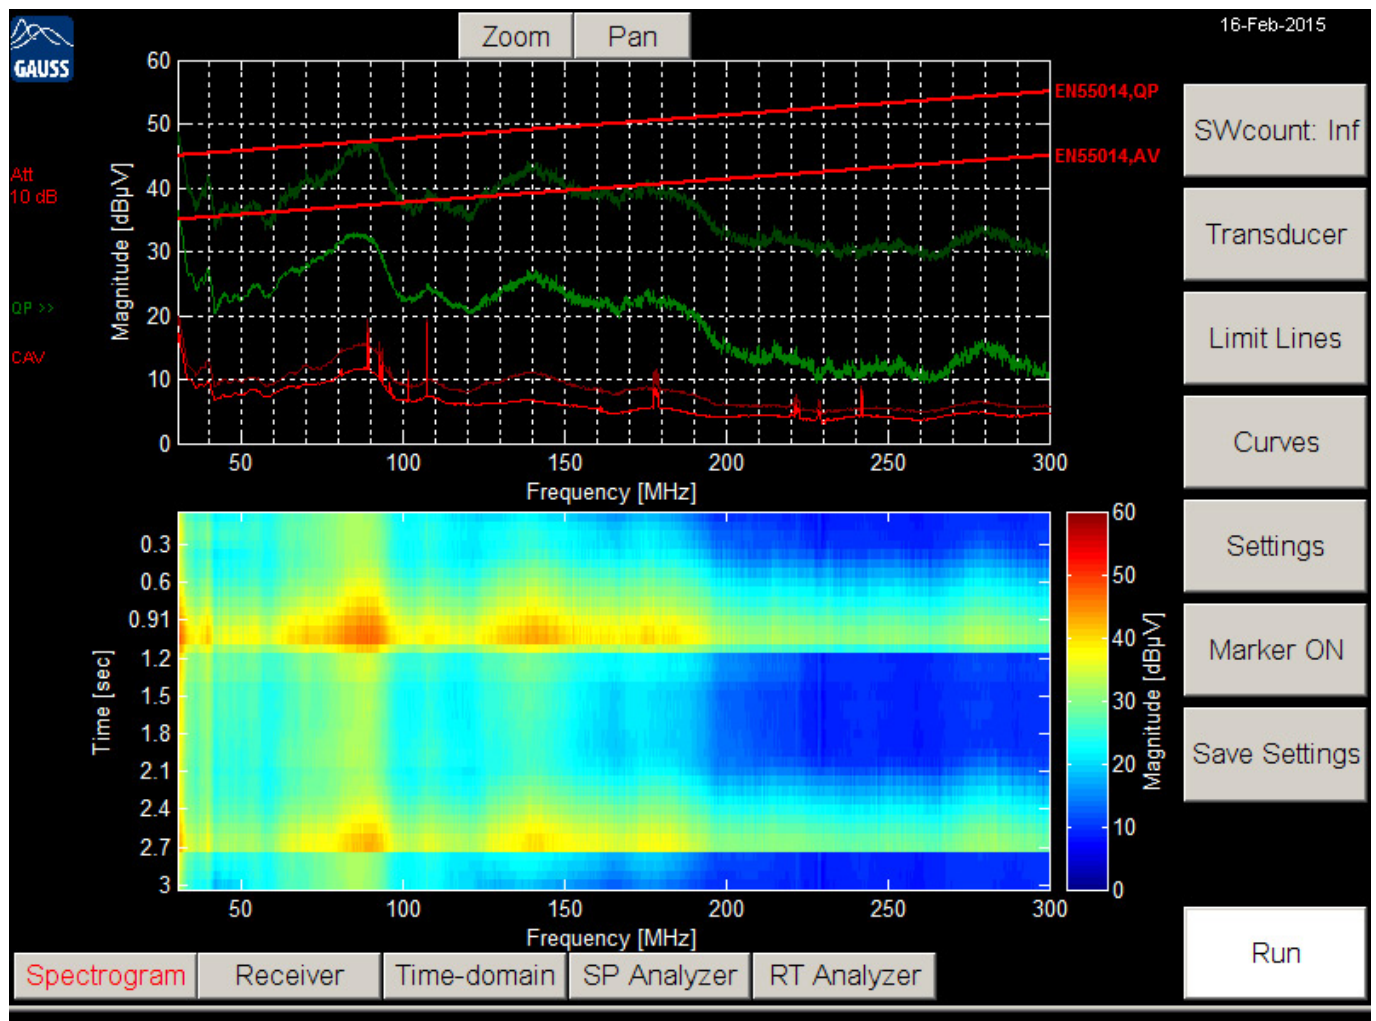 GAUSS
Zoom
Pan
16-Feb-2015
Att
10 dB
QP >>
CAV
Magnitude [dBµV]
60
50
40
30
20
10
0
EN55014,QP
EN55014,AV
50
100
150
200
250
300
Frequency [MHz]
SWcount: Inf
Transducer
Limit Lines
Curves
Settings
Marker ON
Save Settings
Run
Time [sec]
0.3
0.6
0.91
1.2
1.5
1.8
2.1
2.4
2.7
3
50
100
150
200
250
300
Frequency [MHz]
60
50
40
30
20
10
0
Magnitude [dBµV]
Spectrogram
Receiver
Time-domain
SP Analyzer
RT Analyzer